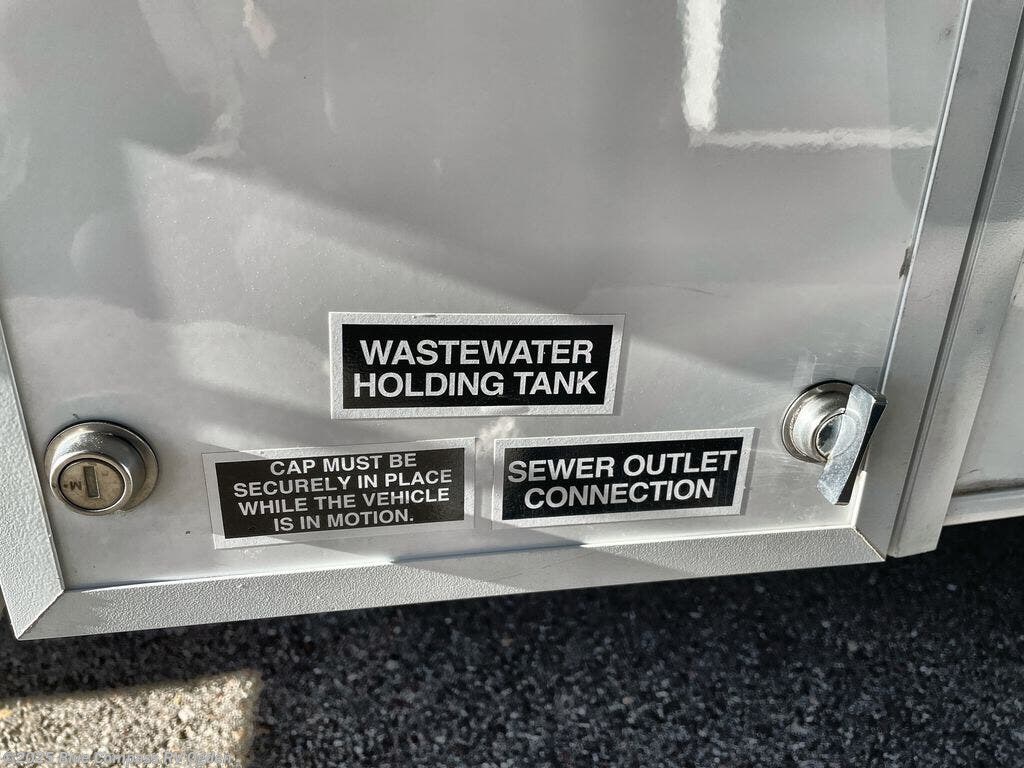 WASTEWATER
HOLDING TANK
CAP MUST BE
SECURELY IN PLACE
WHILE THE VEHICLE
IS IN MOTION.
SEWER OUTLET
CONNECTION